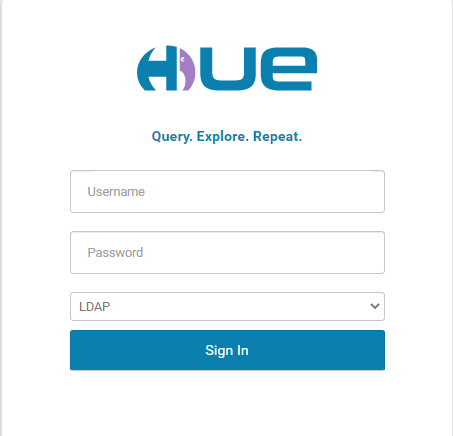 HUE
Query. Explore. Repeat.
Username
Password
LDAP
Sign In